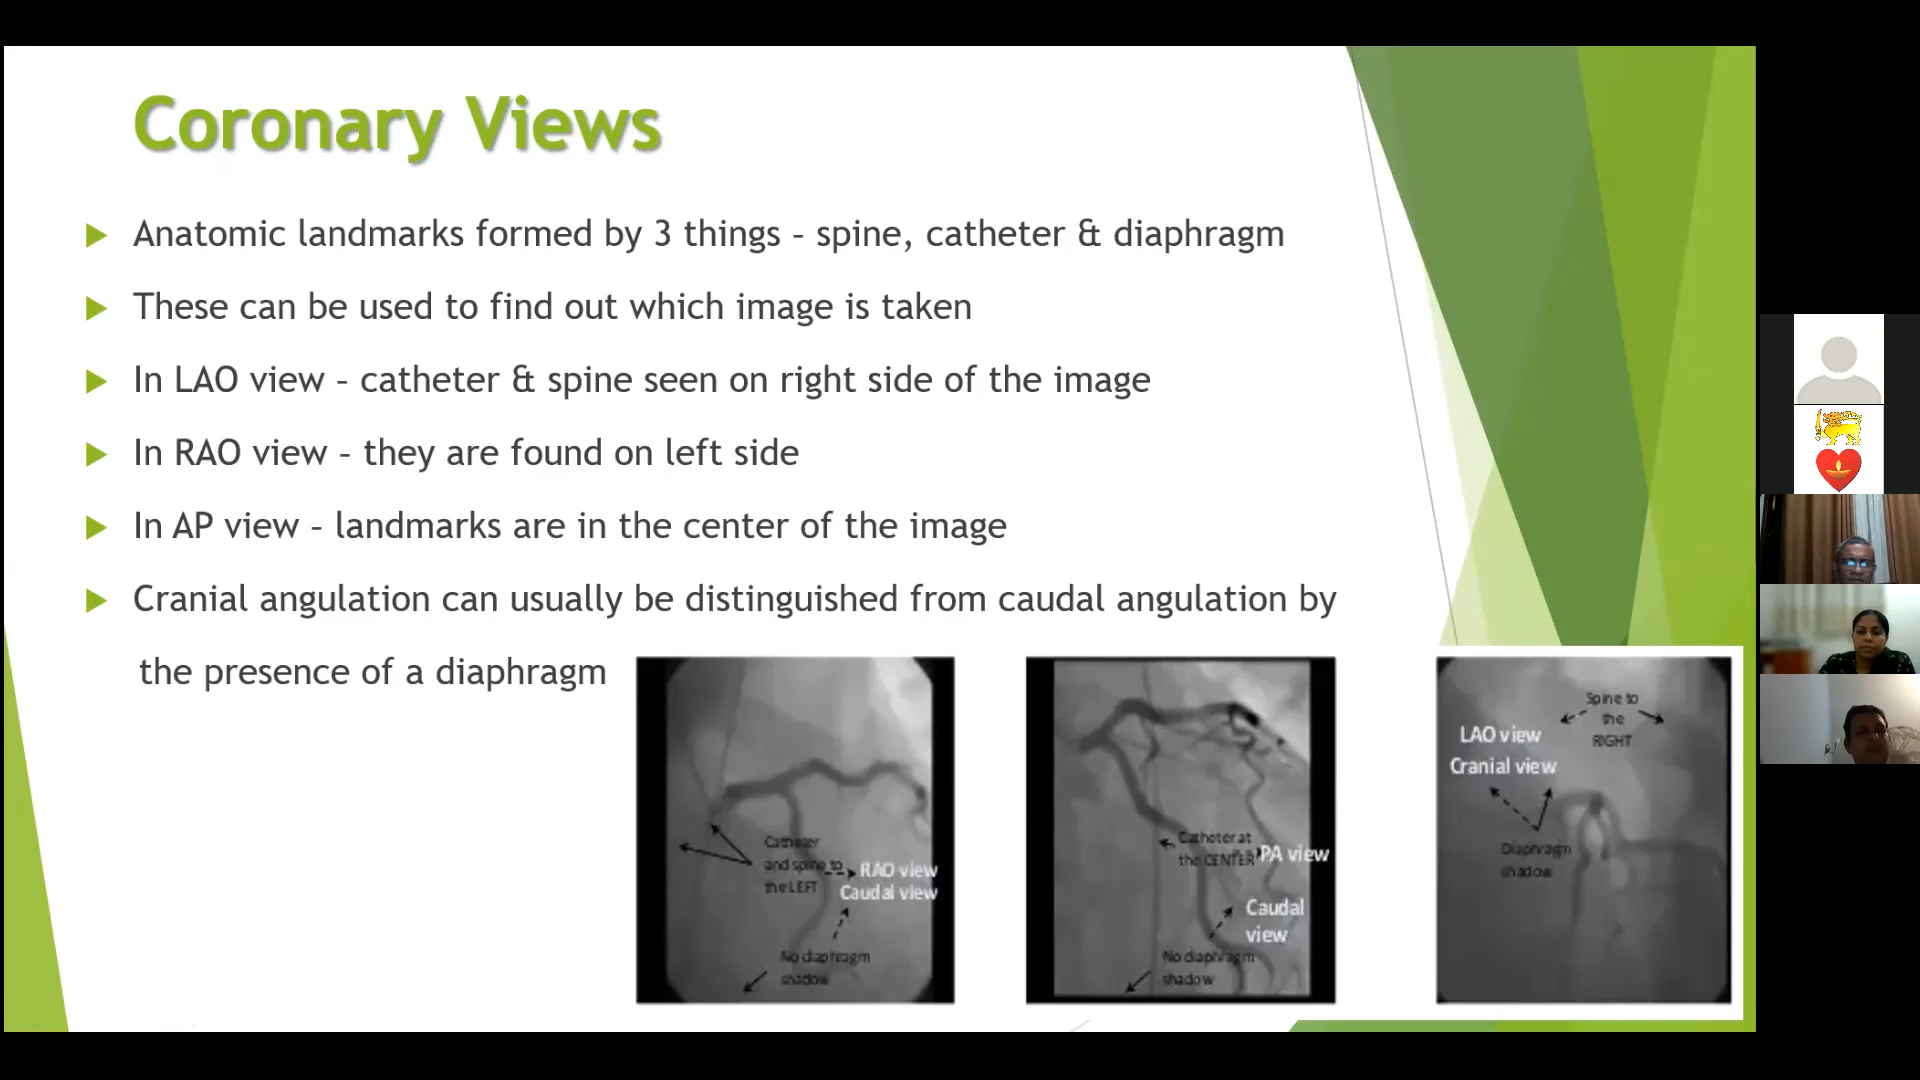 Coronary Views
Anatomic landmarks formed by 3 things – spine, catheter & diaphragm
These can be used to find out which image is taken
In LAO view – catheter & spine seen on right side of the image
In RAO view – they are found on left side
In AP view – landmarks are in the center of the image
Cranial angulation can usually be distinguished from caudal angulation by
the presence of a diaphragm
Catheter
and spine to
the LEFT
RAO view
Caudal view
No diaphragm
shadow
Catheter at
the CENTER
PA view
Caudal
view
No diaphragm
shadow
Spine to
the
RIGHT
LAO view
Cranial view
Diaphragm
shadow